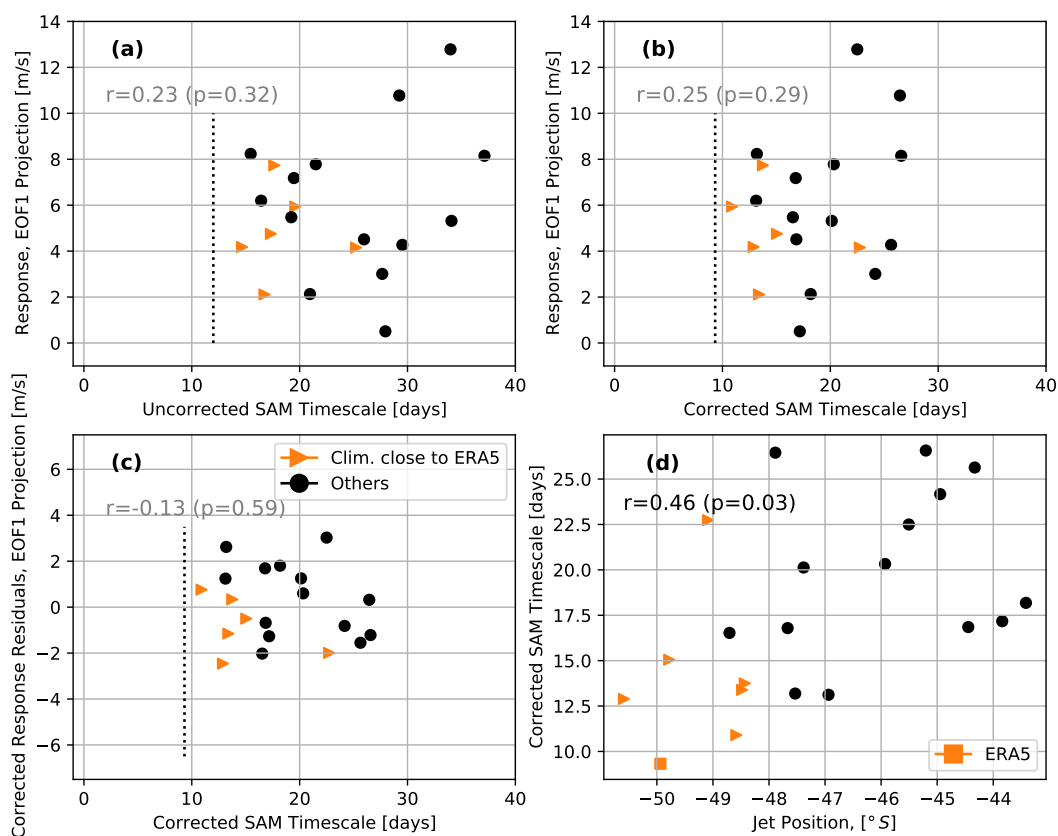 14
12
10
8
6
4
2
0
Response, EOF1 Projection [m/s]
(a)
r=0.23 (p=0.32)
0
10
20
30
40
Uncorrected SAM Timescale [days]
14
12
10
8
6
4
2
0
Response, EOF1 Projection [m/s]
(b)
r=0.25 (p=0.29)
0
10
20
30
40
Corrected SAM Timescale [days]
6
4
2
0
−2
−4
−6
Corrected Response Residuals, EOF1 Projection [m/s]
(c)
r=-0.13 (p=0.59)
Clim. close to ERA5
Others
0
10
20
30
40
Corrected SAM Timescale [days]
25.0
22.5
20.0
17.5
15.0
12.5
10.0
Corrected SAM Timescale [days]
(d)
r=0.46 (p=0.03)
ERA5
−50
−49
−48
−47
−46
−45
−44
Jet Position, [°S]